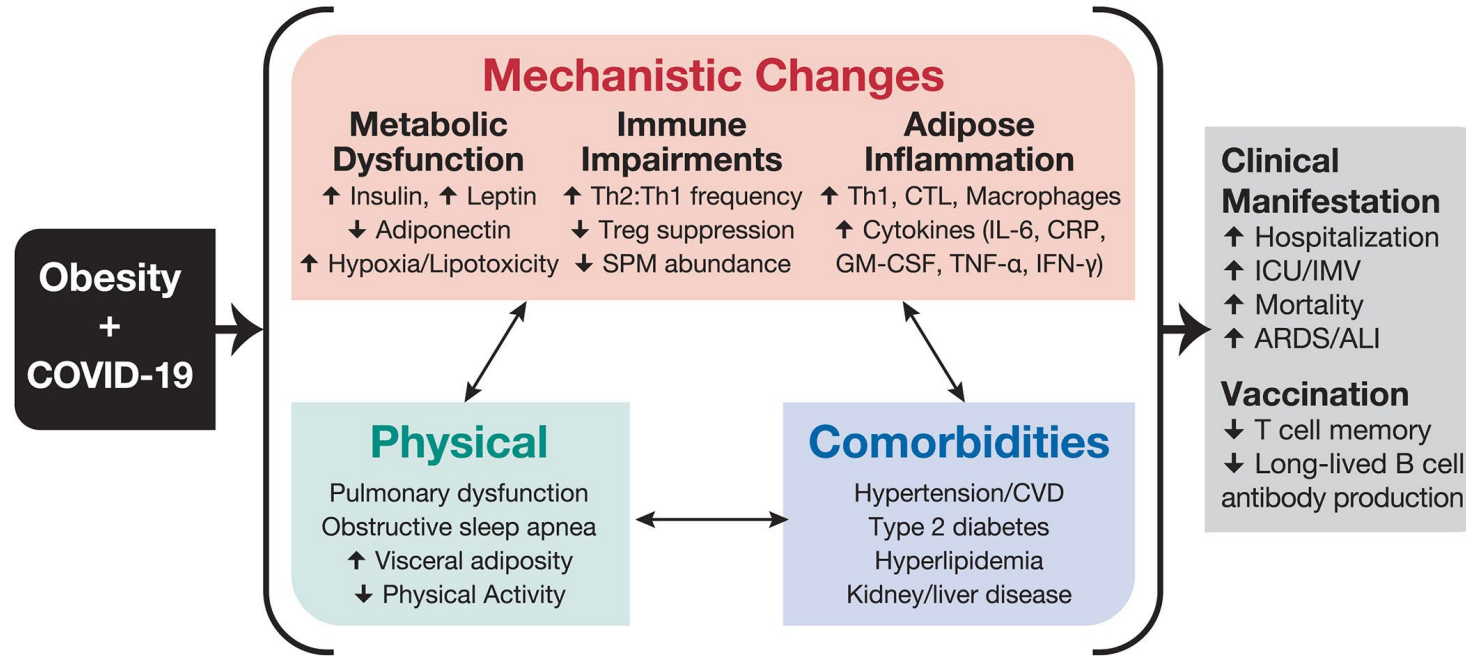 Obesity
+
COVID-19
Mechanistic Changes
Metabolic
Dysfunction
↑ Insulin, ↑ Leptin
↓ Adiponectin
↑ Hypoxia/Lipotoxicity
Immune
Impairments
↑ Th2:Th1 frequency
↓ Treg suppression
↓ SPM abundance
Adipose
Inflammation
↑ Th1, CTL, Macrophages
↑ Cytokines (IL-6, CRP,
GM-CSF, TNF-α, IFN-γ)
Physical
Pulmonary dysfunction
Obstructive sleep apnea
↑ Visceral adiposity
↓ Physical Activity
Comorbidities
Hypertension/CVD
Type 2 diabetes
Hyperlipidemia
Kidney/liver disease
Clinical
Manifestation
↑ Hospitalization
↑ ICU/IMV
↑ Mortality
↑ ARDS/ALI
Vaccination
↓ T cell memory
↓ Long-lived B cell
antibody production